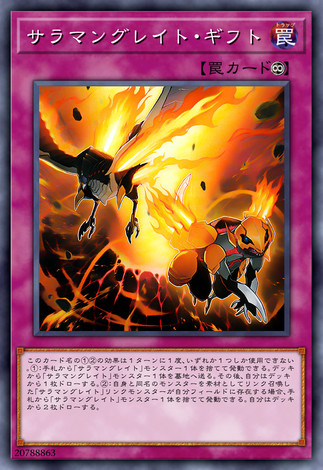 サラマングレイト・ギフト
罠
トラップ
【罠カード】
このカード名の①②の効果は1ターンに1度、いずれか1つしか使用できない。
①:手札から「サラマングレイト」モンスター1体を捨てて発動できる。デッキ
から「サラマングレイト」モンスター1体を墓地へ送る。その後、自分はデッキ
から1枚ドローする。②:自身と同名のモンスターを素材としてリンク召喚し
た「サラマングレイト」リンクモンスターが自分フィールドに存在する場合、手
札から「サラマングレイト」モンスター1体を捨てて発動できる。自分はデッキ
から2枚ドローする。
20788863